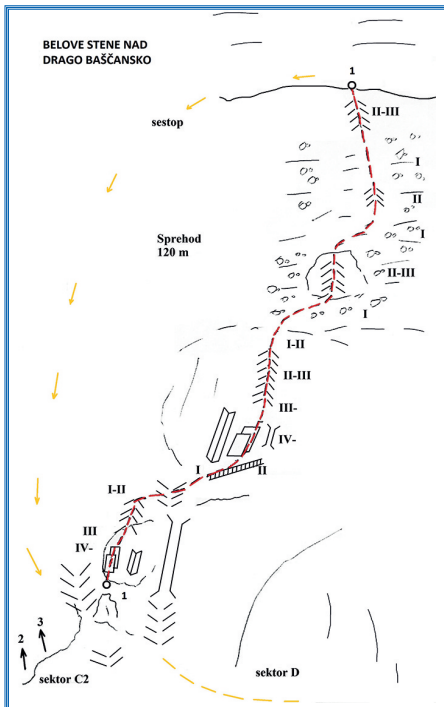 BELOVE STENE NAD
DRAGO BAŠČANSKO
1
II-III
sestop
I
II
Sprehod
120 m
I
II-III
I
I-II
II-III
III-
IV-
I
II
I-II
III
IV-
1
3
2
sektor C2
sektor D